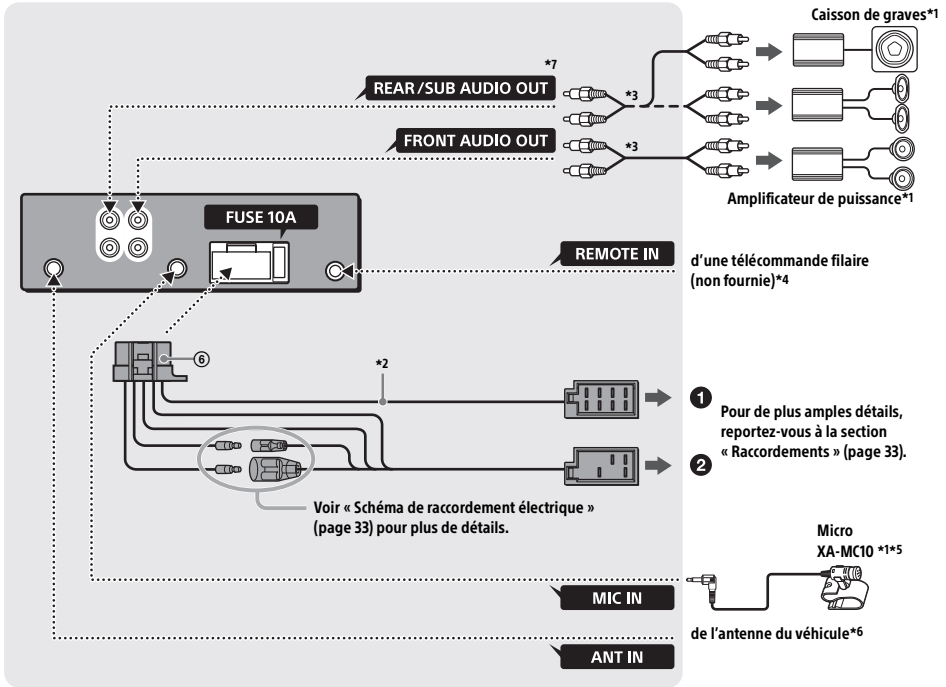 Caisson de graves*1
*7
REAR/SUB AUDIO OUT
*3
FRONT AUDIO OUT
*3
Amplificateur de puissance*1
FUSE 10A
REMOTE IN
d'une télécommande filaire
(non fournie)*4
⑥
*2
❶
Pour de plus amples détails,
reportez-vous à la section
« Raccordements » (page 33).
❷
Voir « Schéma de raccordement électrique »
(page 33) pour plus de détails.
Micro
XA-MC10 *1*5
MIC IN
de l'antenne du véhicule*6
ANT IN